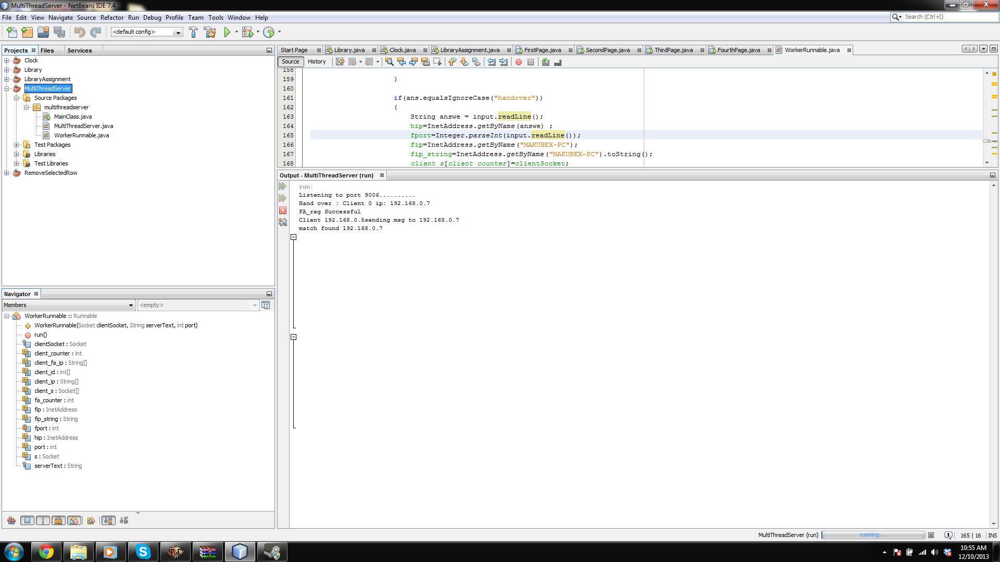 MultiThreadServer - NetBeans IDE 7.4
File Edit View Navigate Source Refactor Run Debug Profile Team Tools Window Help
Search (Ctrl+I)
<default config>
Projects Files Services
Clock
Library
LibraryAssignment
MultiThreadServer
Source Packages
multithreadserver
MainClass.java
MultiThreadServer.java
WorkerRunnable.java
Test Packages
Libraries
Test Libraries
RemoveSelectedRow
Navigator
Members <empty>
WorkerRunnable :: Runnable
WorkerRunnable(Socket clientSocket, String serverText, int port)
run()
clientSocket : Socket
client_counter : int
client_fa_ip : String[]
client_id : int[]
client_ip : String[]
client_s : Socket[]
fa_counter : int
fip : InetAddress
fip_string : String
fport : int
hip : InetAddress
port : int
s : Socket
serverText : String
Start Page Library.java Clock.java LibraryAssignment.java FirstPage.java SecondPage.java ThirdPage.java FourthPage.java WorkerRunnable.java
Source History
158
159 }
160
161 if(ans.equalsIgnoreCase("handover"))
162 {
163 String answe = input.readLine();
164 hip=InetAddress.getByName(answe) ;
165 fport=Integer.parseInt(input.readLine());
166 fip=InetAddress.getByName("MAKUBEX-PC");
167 fip_string=InetAddress.getByName("MAKUBEX-PC").toString();
168 client_s[client_counter]=clientSocket;
Output - MultiThreadServer (run)
run:
Listening to port 9006..........
Hand over : Client 0 ip: 192.168.0.7
FA_reg Successful
Client 192.168.0.5sending msg to 192.168.0.7
match found 192.168.0.7
MultiThreadServer (run) running... 1 165 | 16 INS
PoE
10:55 AM
12/10/2013